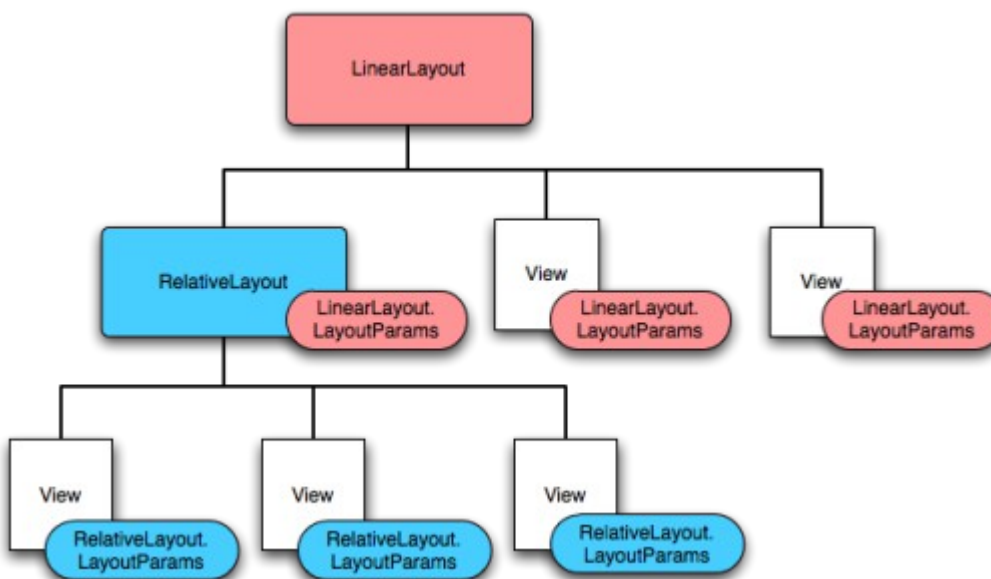 LinearLayout
RelativeLayout
LinearLayout.
LayoutParams
View
LinearLayout.
LayoutParams
View
LinearLayout.
LayoutParams
View
RelativeLayout.
LayoutParams
View
RelativeLayout.
LayoutParams
View
RelativeLayout.
LayoutParams